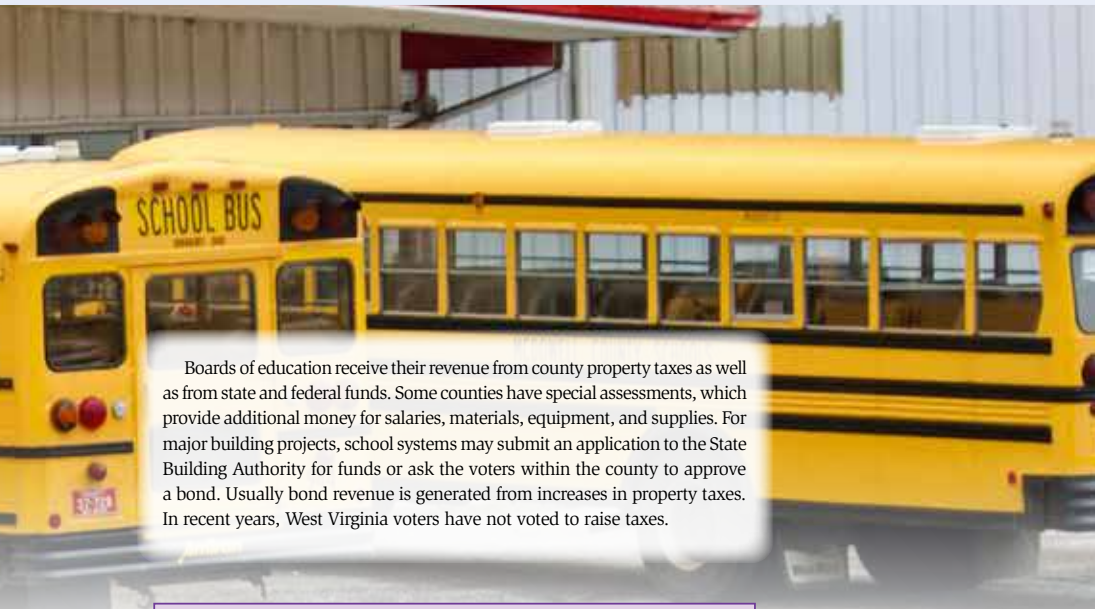 SCHOOL BUS
Boards of education receive their revenue from county property taxes as well
as from state and federal funds. Some counties have special assessments, which
provide additional money for salaries, materials, equipment, and supplies. For
major building projects, school systems may submit an application to the State
Building Authority for funds or ask the voters within the county to approve
a bond. Usually bond revenue is generated from increases in property taxes.
In recent years, West Virginia voters have not voted to raise taxes.